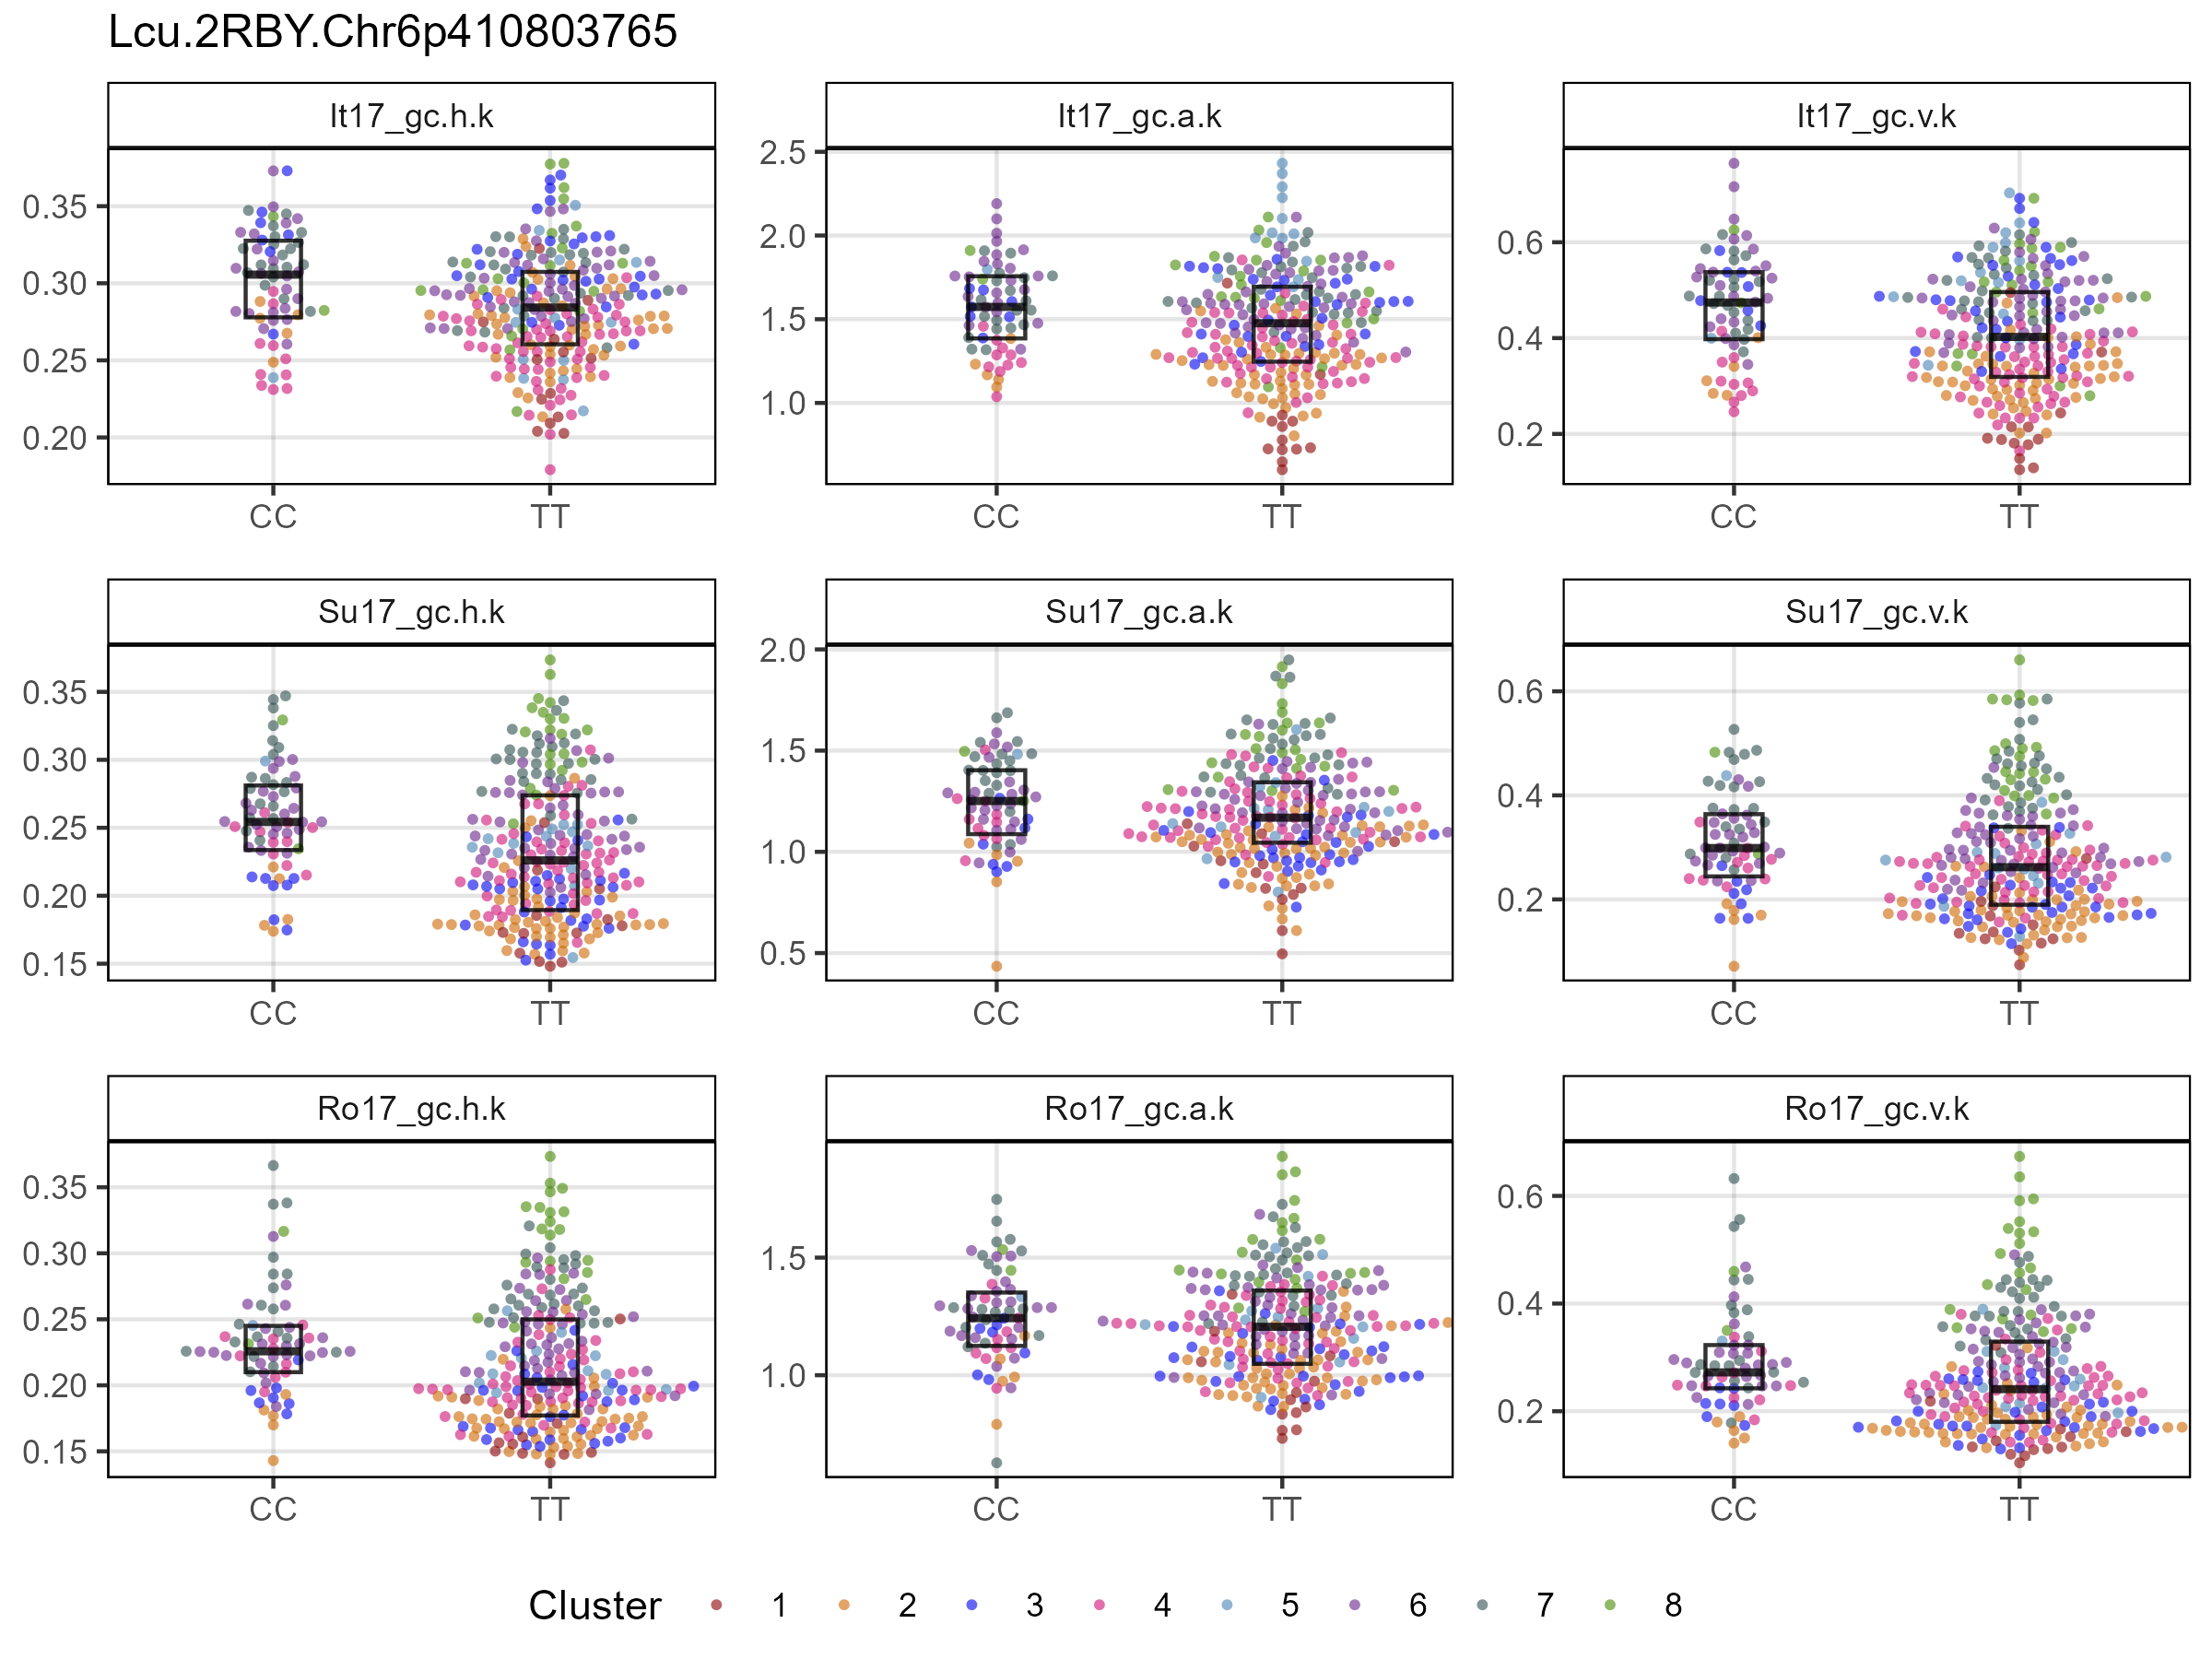 Lcu.2RBY.Chr6p410803765
It17_gc.h.k
It17_gc.a.k
It17_gc.v.k
0.35
0.30
0.25
0.20
CC TT
2.5
2.0
1.5
1.0
CC TT
0.6
0.4
0.2
CC TT
Su17_gc.h.k
Su17_gc.a.k
Su17_gc.v.k
0.35
0.30
0.25
0.20
0.15
CC TT
2.0
1.5
1.0
0.5
CC TT
0.6
0.4
0.2
CC TT
Ro17_gc.h.k
Ro17_gc.a.k
Ro17_gc.v.k
0.35
0.30
0.25
0.20
0.15
CC TT
1.5
1.0
CC TT
0.6
0.4
0.2
CC TT
Cluster 1 2 3 4 5 6 7 8